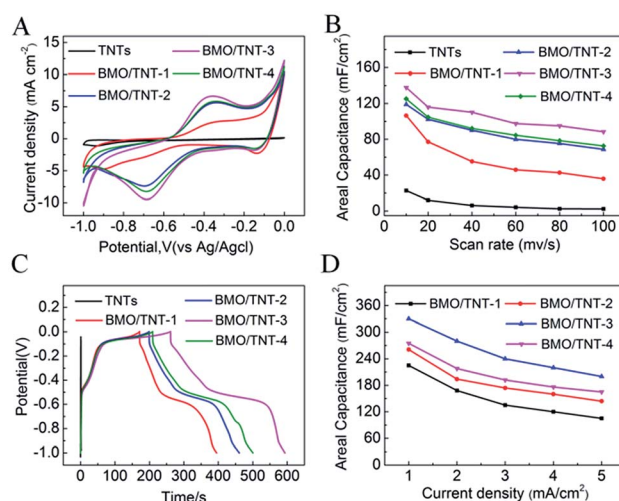 A
TNTs
BMO/TNT-3
BMO/TNT-1
BMO/TNT-4
BMO/TNT-2
Current density (mA cm⁻²)
15
10
5
0
-5
-10
-1.0 -0.8 -0.6 -0.4 -0.2 0.0
Potential,V(vs Ag/Agcl)
B
TNTs
BMO/TNT-2
BMO/TNT-1
BMO/TNT-3
BMO/TNT-4
Areal Capacitance (mF/cm²)
200
160
120
80
40
0
20 40 60 80 100
Scan rate (mv/s)
C
TNTs
BMO/TNT-2
BMO/TNT-1
BMO/TNT-3
BMO/TNT-4
Potential(V)
0.4
0.2
0.0
-0.2
-0.4
-0.6
-0.8
-1.0
0 100 200 300 400 500 600
Time/s
D
BMO/TNT-1
BMO/TNT-2
BMO/TNT-3
BMO/TNT-4
Areal Capacitance (mF/cm²)
360
300
240
180
120
60
0
1 2 3 4 5
Current density (mA/cm²)